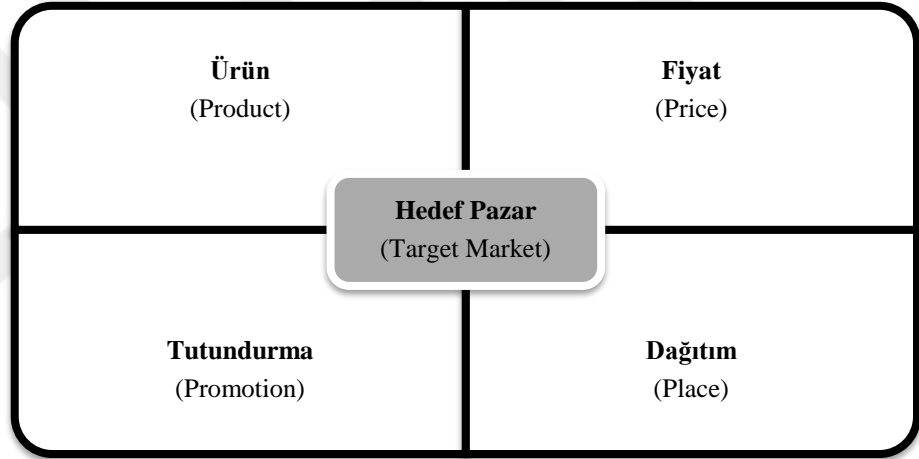 Ürün
(Product)
Fiyat
(Price)
Hedef Pazar
(Target Market)
Tutundurma
(Promotion)
Dağıtım
(Place)